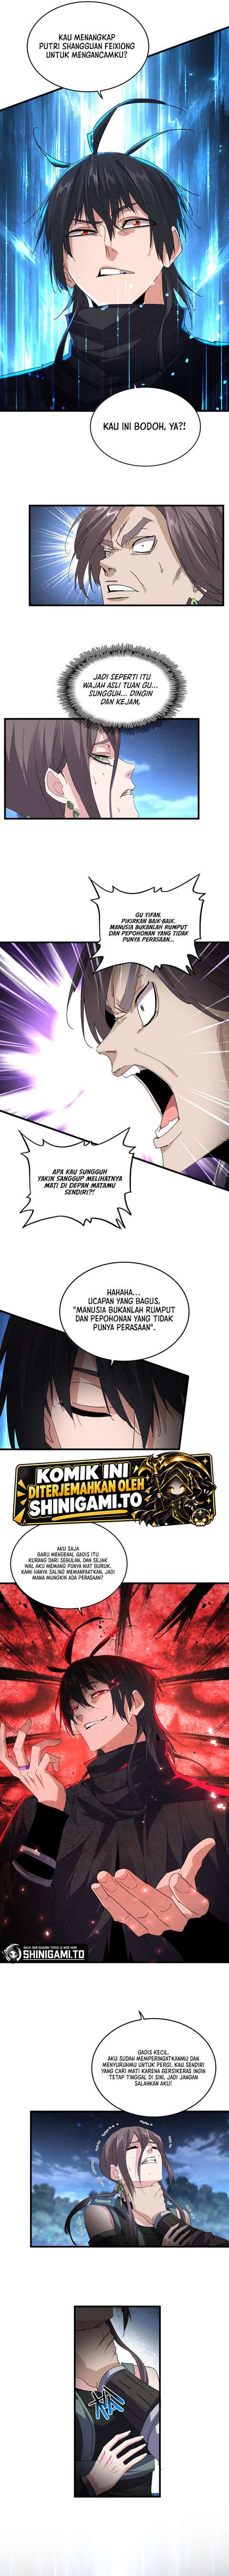 KAU MENANGKAP
PUTRI SHANGGUAN FEIXIONG
UNTUK MENGANCAMKU?
KAU INI BODOH, YA?!
JADI SEPERTI ITU
WAJAH ASLI TUAN GU...
SUNGGUH... DINGIN
DAN KEJAM,
GU YIFAN.
PIKIRKAN BAIK-BAIK.
MANUSIA BUKANLAH RUMPUT
DAN PEPOHONAN YANG TIDAK
PUNYA PERASAAN...
APA KAU SUNGGUH
YAKIN SANGGUP MELIHATNYA
MATI DI DEPAN MATAMU
SENDIRI?!
HAHAHA...
UCAPAN YANG BAGUS,
"MANUSIA BUKANLAH RUMPUT
DAN PEPOHONAN YANG TIDAK
PUNYA PERASAAN".
KOMIK INI
DITERJEMAHKAN OLEH
SHINIGAMI.TO
AKU SAJA
BARU MENGENAL GADIS ITU
KURANG DARI SEBULAN, DAN SEJAK
WAL AKU MEMANG PUNYA NIAT BURUK.
KAMI HANYA SALING MEMANFAATKAN, JADI
MANA MUNGKIN ADA PERASAAN?
SHINIGAMI.TO
GADIS KECIL,
AKU SUDAH MEMPERINGATKANMU DAN
MENYURUHMU UNTUK PERGI. KAU SENDIRI
YANG CARI MATI KARENA BERSIKERAS INGIN
TETAP TINGGAL DI SINI, JADI JANGAN
SALAHKAN AKU!